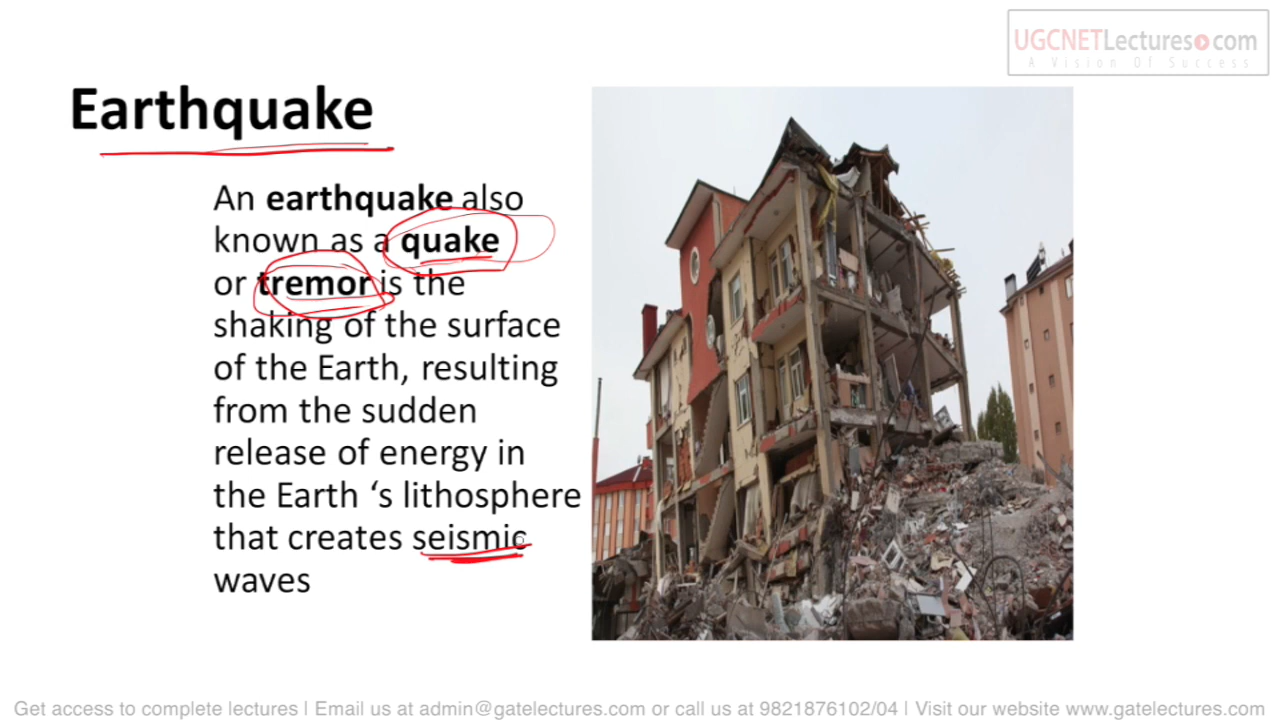 UGCNETLectures.com
A Vision Of Success
Earthquake
An earthquake also
known as a quake
or tremor is the
shaking of the surface
of the Earth, resulting
from the sudden
release of energy in
the Earth ‘s lithosphere
that creates seismic
waves
Get access to complete lectures | Email us at admin@gatelectures.com or call us at 9821876102/04 | Visit our website www.gatelectures.com